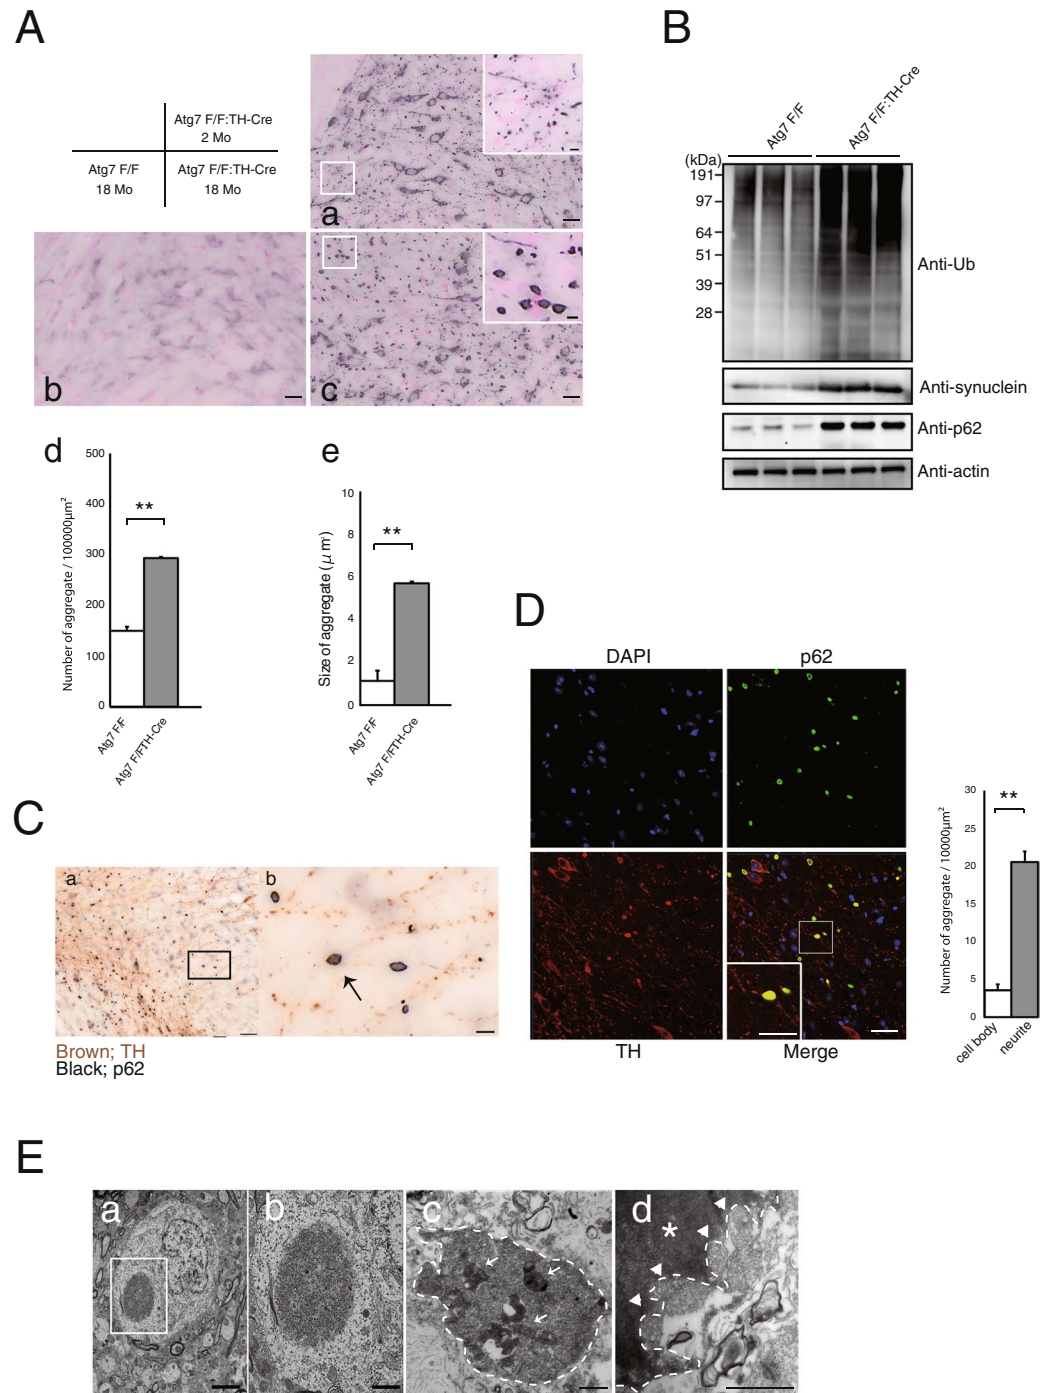 A
Atg7 F/F:TH-Cre
2 Mo
Atg7 F/F
18 Mo
Atg7 F/F:TH-Cre
18 Mo
a
b
c
B
Atg7 F/F
Atg7 F/F:TH-Cre
(kDa)
191
97
64
51
39
28
Anti-Ub
Anti-synuclein
Anti-p62
Anti-actin
d
500
400
300
200
100
0
Number of aggregate / 100000μm²
**
Atg7 F/F
Atg7 F/FTH-Cre
e
10
8
6
4
2
0
Size of aggregate (μm²)
**
Atg7 F/F
Atg7 F/FTH-Cre
C
a
b
Brown; TH
Black; p62
D
DAPI
p62
TH
Merge
30
25
20
15
10
5
0
Number of aggregate / 10000μm²
**
cell body
neurite
E
a
b
c
d
*